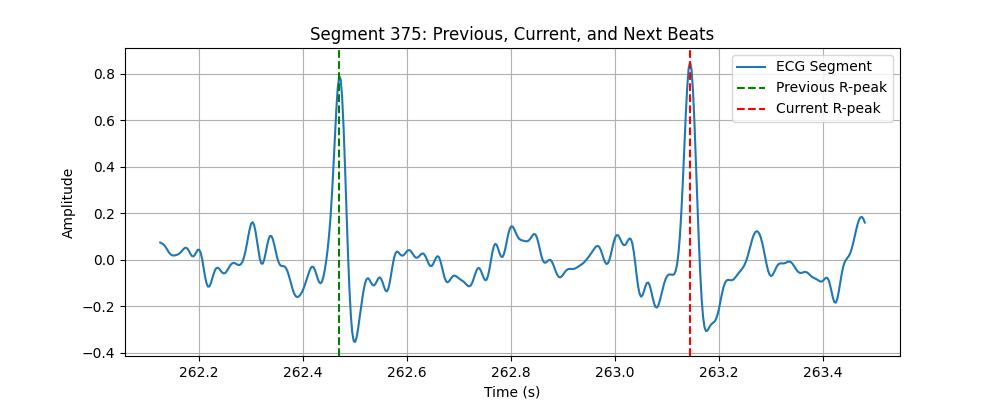 Segment 375: Previous, Current, and Next Beats
ECG Segment
Previous R-peak
Current R-peak
0.8
0.6
0.4
0.2
0.0
−0.2
−0.4
Amplitude
262.2 262.4 262.6 262.8 263.0 263.2 263.4
Time (s)